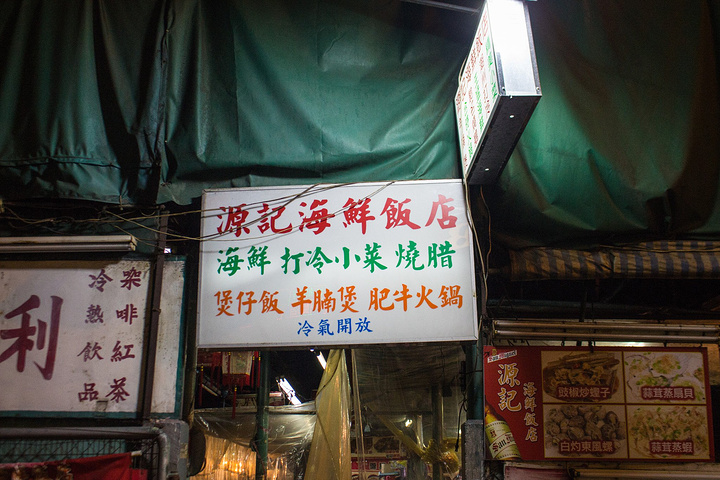 源記海鮮飯店
海鮮 打冷小菜 燒腊
煲仔飯 羊腩煲 肥牛火鍋
冷氣開放
利
架啡 紅茶
冷熱飲品
源記
海鮮飯店
豉椒炒蟶子
蒜茸蒸扇貝
白灼東風螺
蒜茸蒸蝦